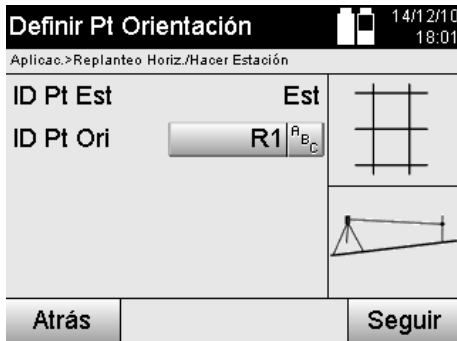 Definir Pt Orientación
14/12/10
18:01
Aplicac.>Replanteo Horiz./Hacer Estación
ID Pt Est Est
ID Pt Ori R1 ABC
Atrás Seguir